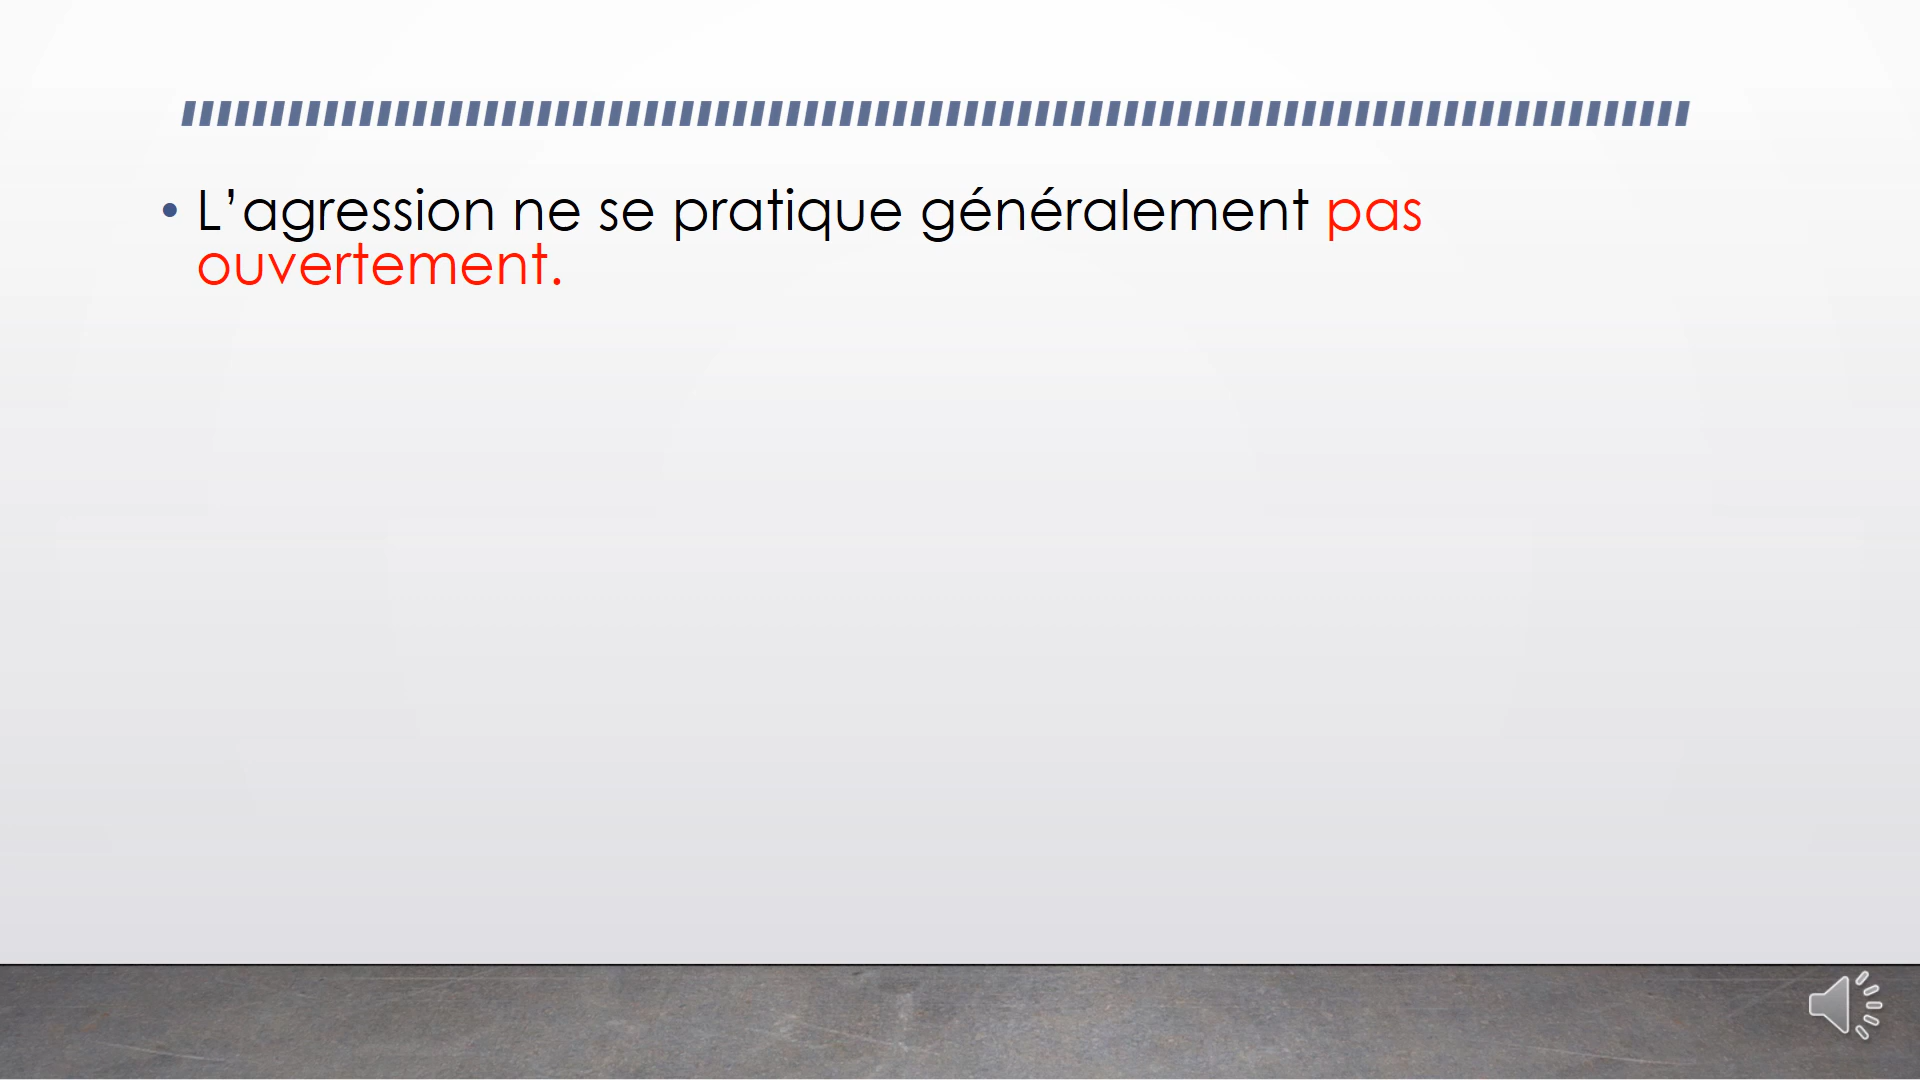 • L’agression ne se pratique généralement pas
ouvertement.